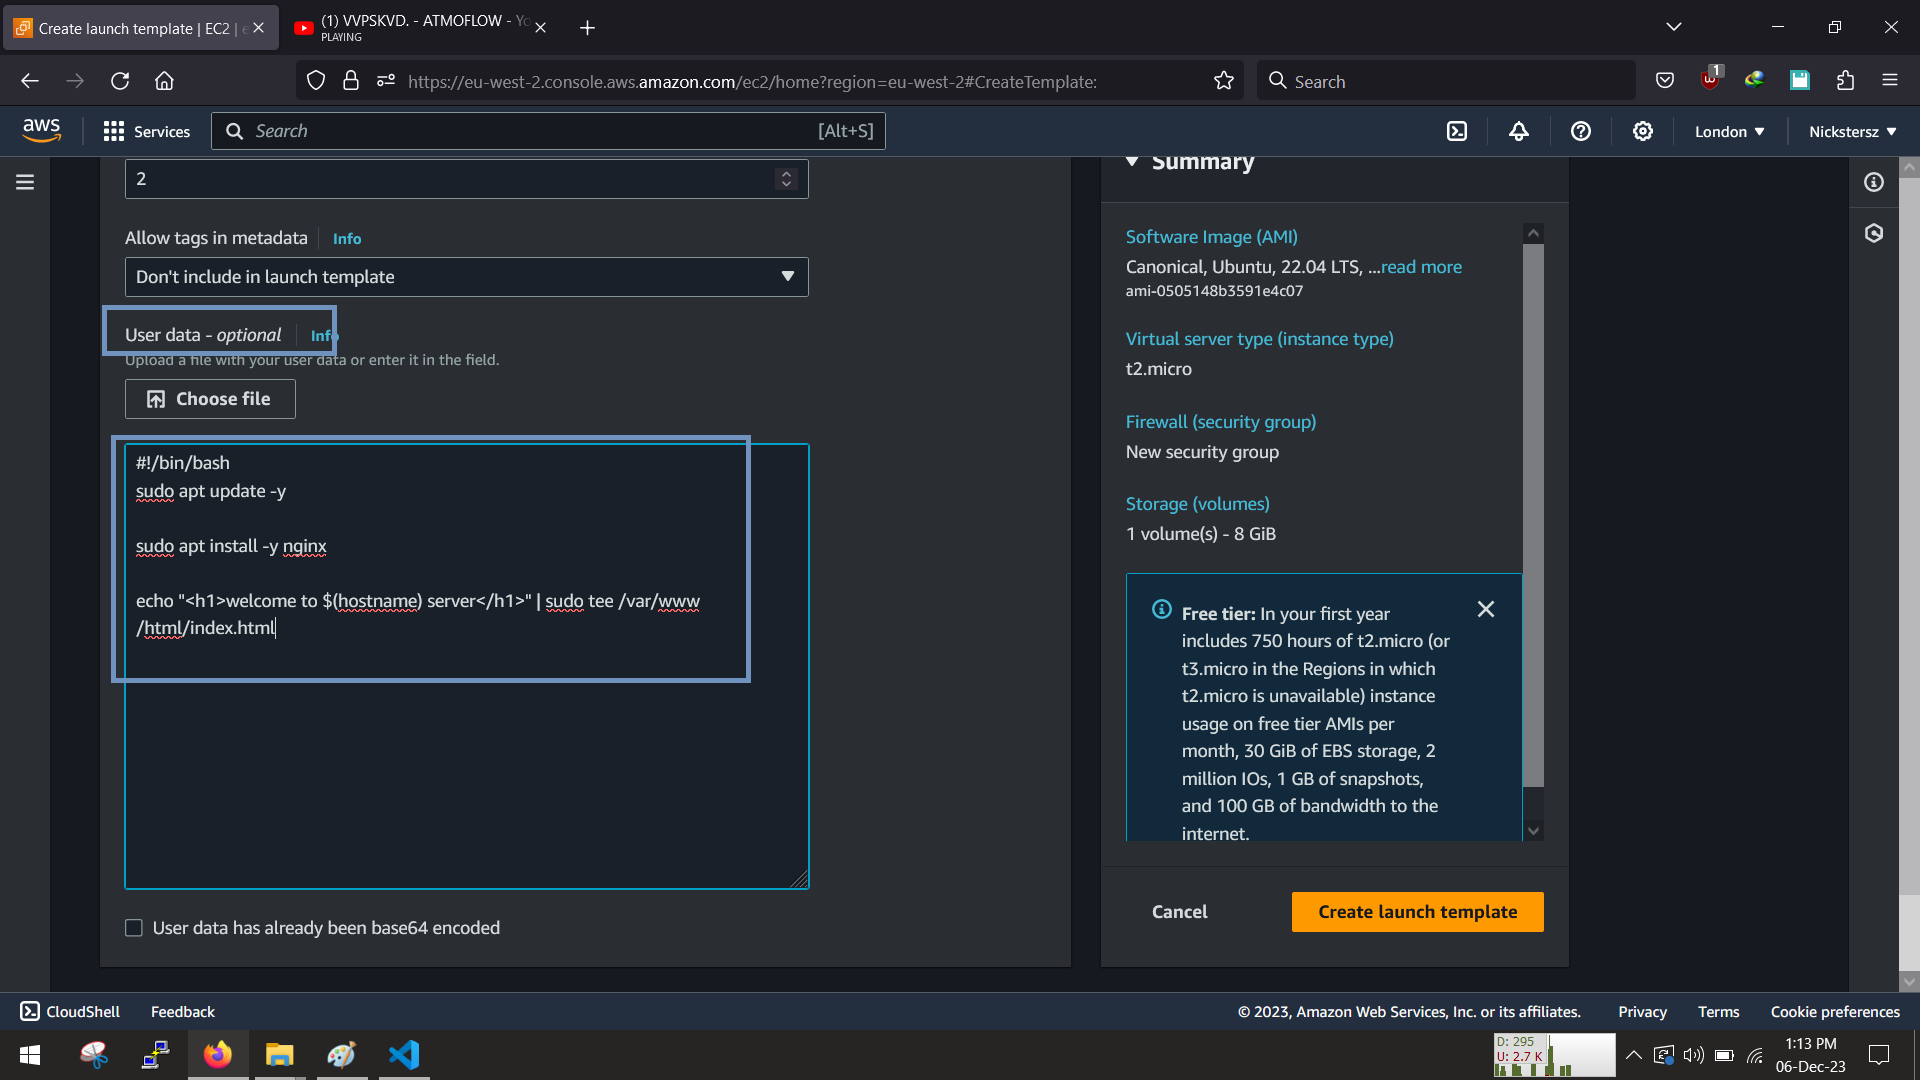 Create launch template | EC2 | e
(1) VVPSKVD. - ATMOFLOW - Yo
PLAYING
https://eu-west-2.console.aws.amazon.com/ec2/home?region=eu-west-2#CreateTemplate:
Search
1
aws
Services
Search
[Alt+S]
London
Nickstersz
2
Allow tags in metadata
Info
Don't include in launch template
User data - optional
Info
Upload a file with your user data or enter it in the field.
Choose file
#!/bin/bash
sudo apt update -y
sudo apt install -y nginx
echo "<h1>welcome to $(hostname) server</h1>" | sudo tee /var/www
/html/index.html
User data has already been base64 encoded
Summary
Software Image (AMI)
Canonical, Ubuntu, 22.04 LTS, ...read more
ami-0505148b3591e4c07
Virtual server type (instance type)
t2.micro
Firewall (security group)
New security group
Storage (volumes)
1 volume(s) - 8 GiB
Free tier: In your first year
includes 750 hours of t2.micro (or
t3.micro in the Regions in which
t2.micro is unavailable) instance
usage on free tier AMIs per
month, 30 GiB of EBS storage, 2
million IOs, 1 GB of snapshots,
and 100 GB of bandwidth to the
internet.
Cancel
Create launch template
CloudShell
Feedback
© 2023, Amazon Web Services, Inc. or its affiliates.
Privacy
Terms
Cookie preferences
D: 295
U: 2.7 K
1:13 PM
06-Dec-23